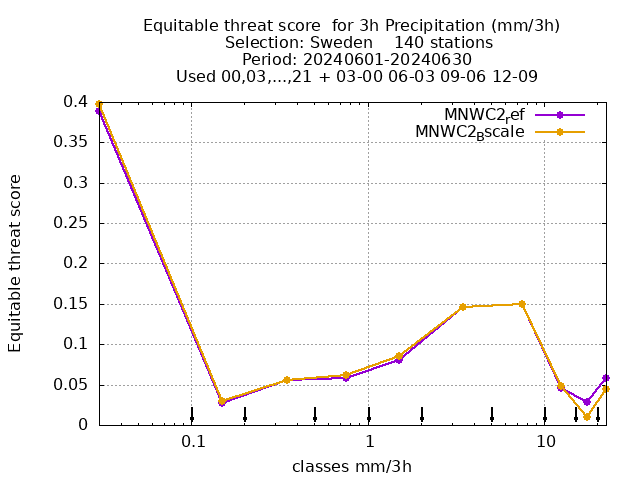 Equitable threat score  for 3h Precipitation (mm/3h)
Selection: Sweden    140 stations
Period: 20240601-20240630
Used 00,03,...,21 + 03-00 06-03 09-06 12-09
MNWC2ref
MNWC2Bscale
0.4
0.35
0.3
0.25
0.2
0.15
0.1
0.05
0
Equitable threat score
0.1 1 10
classes mm/3h